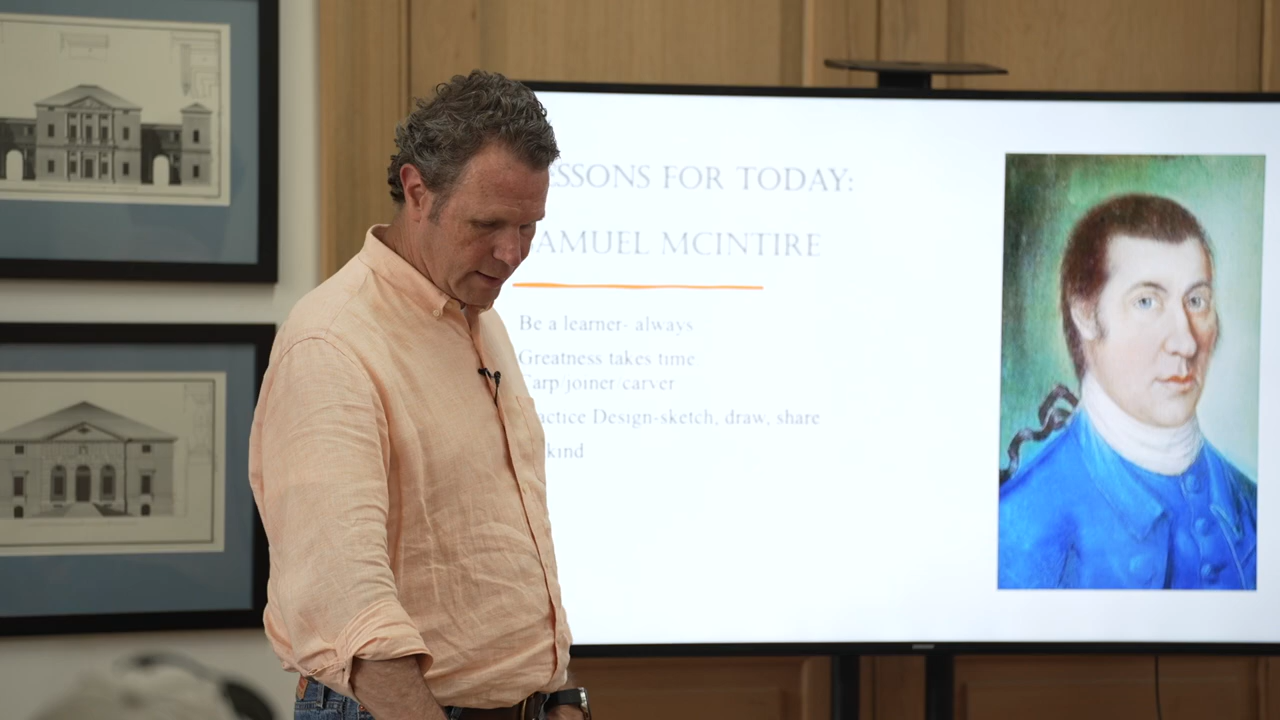 SSONS FOR TODAY:
SAMUEL MCINTIRE
Be a learner- always
Greatness takes time
Carp/joiner carver
actice Design-sketch, draw, share
kind